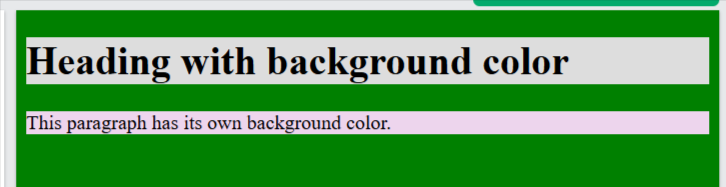 Heading with background color
This paragraph has its own background color.